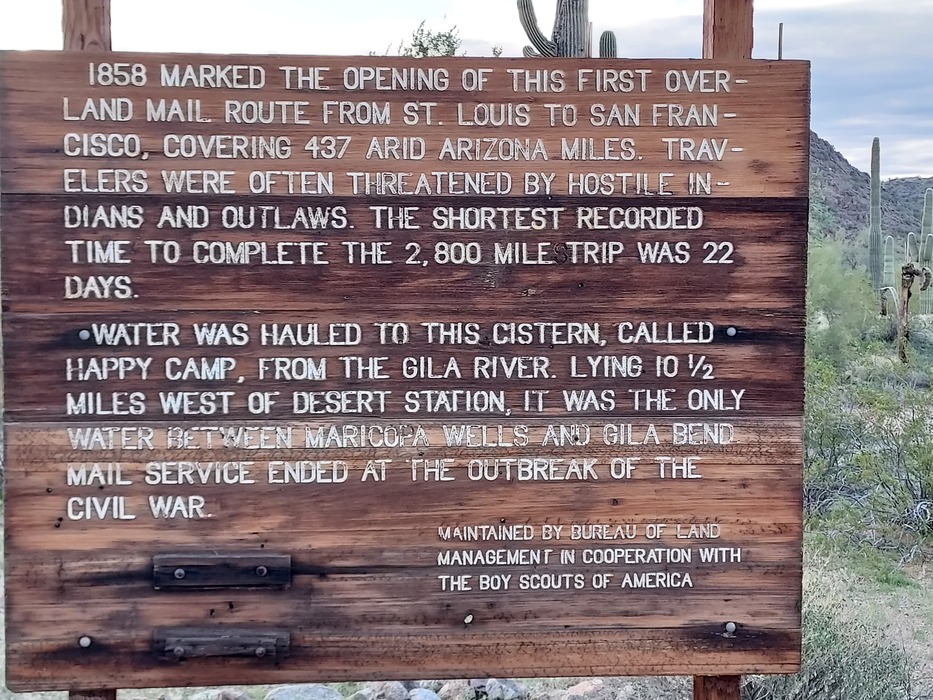 1858 MARKED THE OPENING OF THIS FIRST OVER-
LAND MAIL ROUTE FROM ST. LOUIS TO SAN FRAN-
CISCO, COVERING 437 ARID ARIZONA MILES. TRAV-
ELERS WERE OFTEN THREATENED BY HOSTILE IN-
DIANS AND OUTLAWS. THE SHORTEST RECORDED
TIME TO COMPLETE THE 2,800 MILE TRIP WAS 22
DAYS.
WATER WAS HAULED TO THIS CISTERN, CALLED
HAPPY CAMP, FROM THE GILA RIVER. LYING 10 ½
MILES WEST OF DESERT STATION, IT WAS THE ONLY
WATER BETWEEN MARICOPA WELLS AND GILA BEND
MAIL SERVICE ENDED AT THE OUTBREAK OF THE
CIVIL WAR.
MAINTAINED BY BUREAU OF LAND
MANAGEMENT IN COOPERATION WITH
THE BOY SCOUTS OF AMERICA